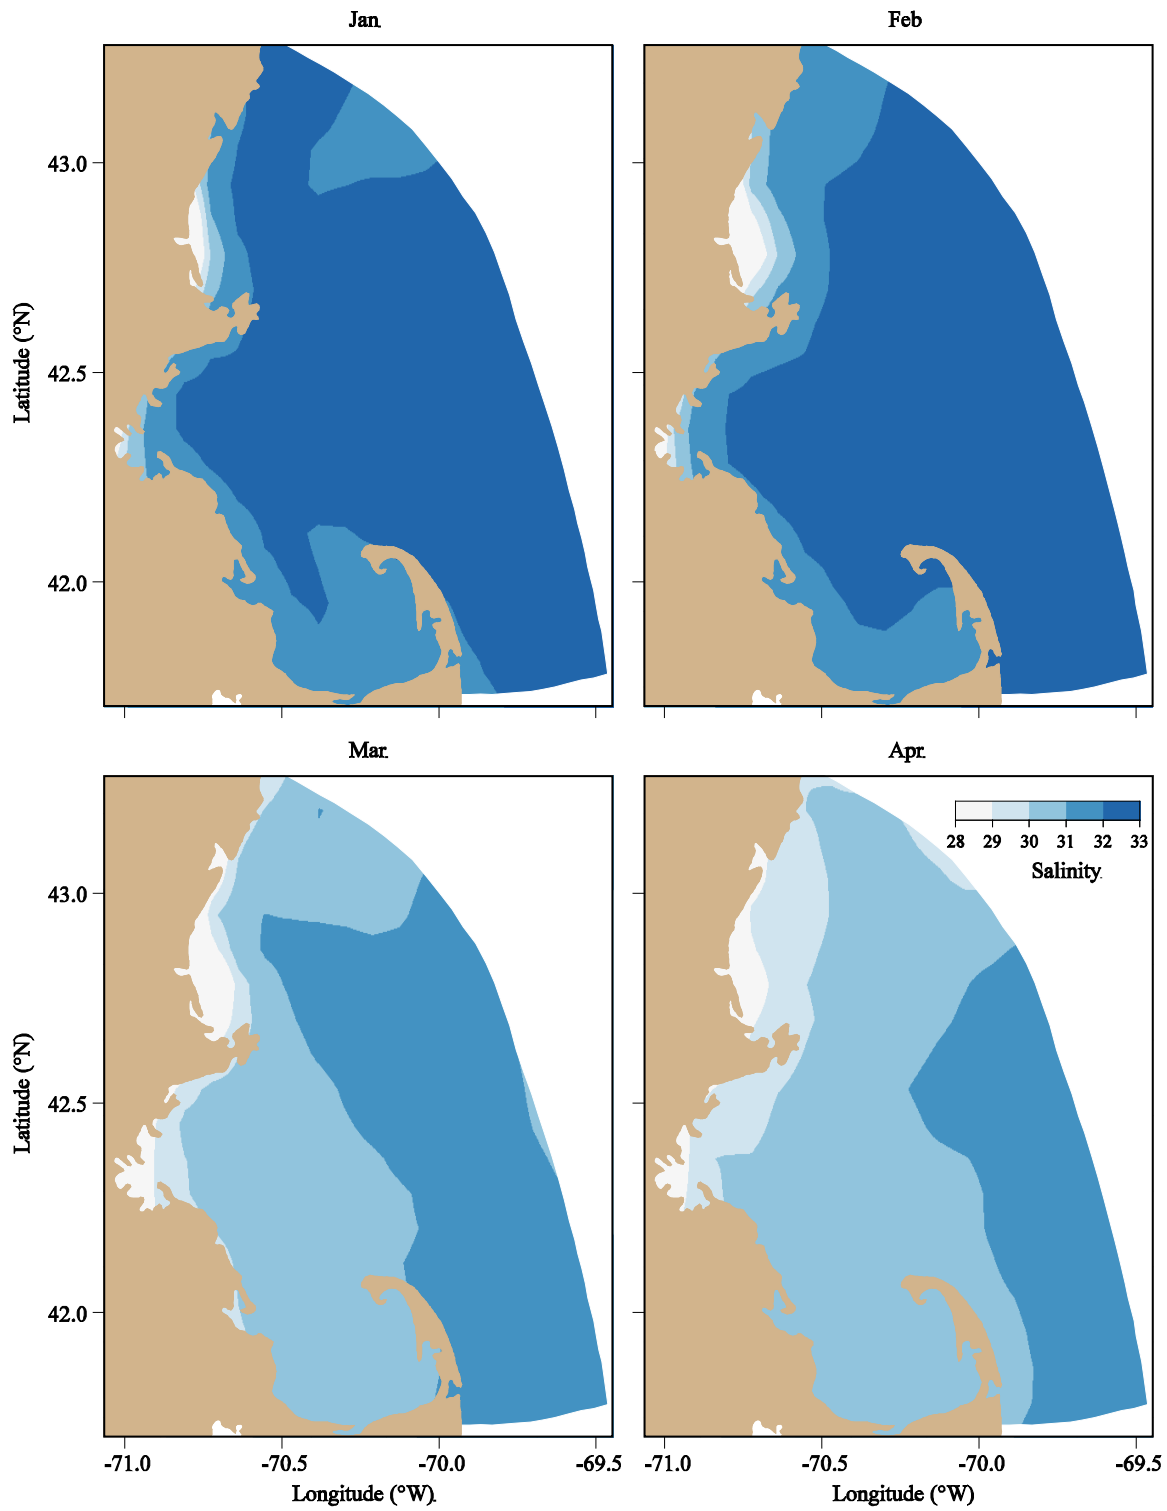 Jan.
Feb
43.0
42.5
42.0
Latitude (°N)
Mar.
Apr.
43.0
42.5
42.0
Latitude (°N)
28 29 30 31 32 33
Salinity.
-71.0 -70.5 -70.0 -69.5
-71.0 -70.5 -70.0 -69.5
Longitude (°W).
Longitude (°W)